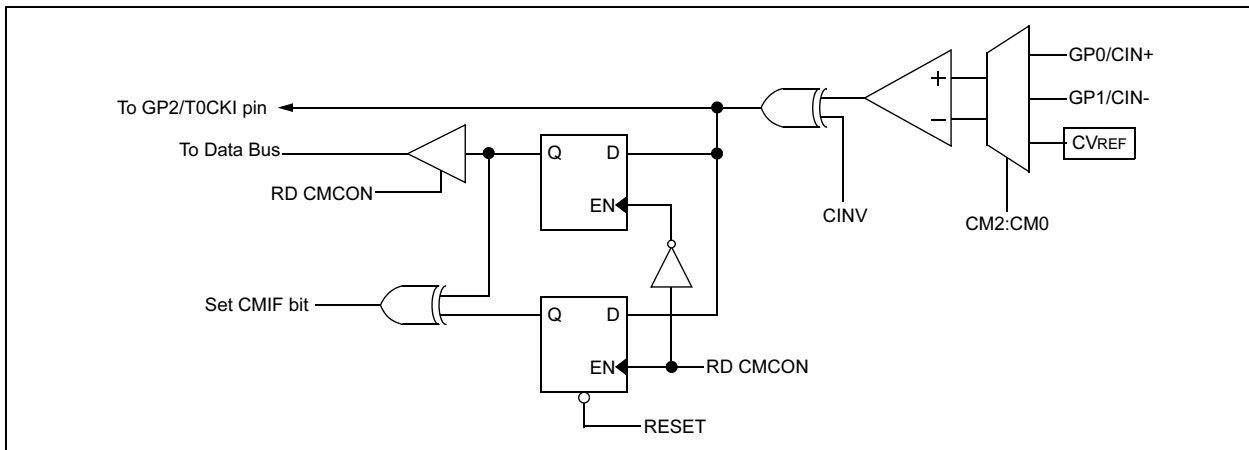 GP0/CIN+
To GP2/T0CKI pin
GP1/CIN-
To Data Bus
Q D
CVREF
RD CMCON
EN
CINV
CM2:CM0
Set CMIF bit
Q D
EN
RD CMCON
RESET